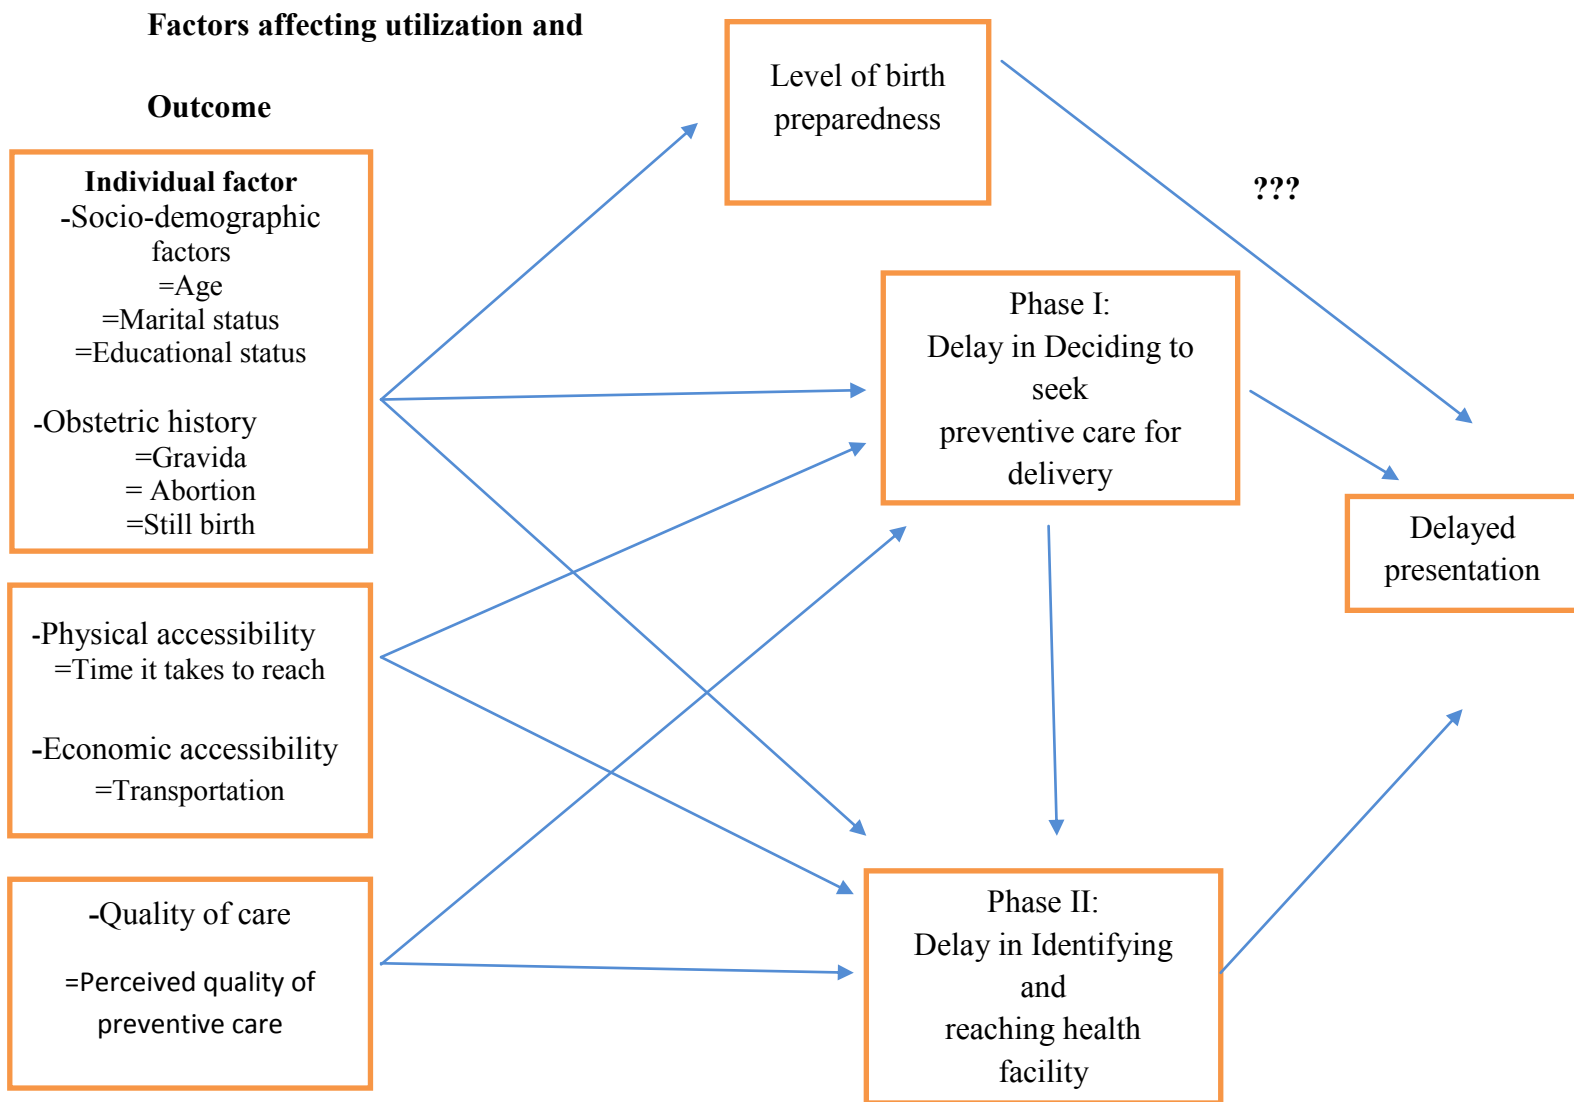 Factors affecting utilization and
Outcome
Individual factor
-Socio-demographic
factors
=Age
=Marital status
=Educational status
-Obstetric history
=Gravida
= Abortion
=Still birth
-Physical accessibility
=Time it takes to reach
-Economic accessibility
=Transportation
-Quality of care
=Perceived quality of
preventive care
Level of birth
preparedness
???
Phase I:
Delay in Deciding to
seek
preventive care for
delivery
Phase II:
Delay in Identifying
and
reaching health
facility
Delayed
presentation